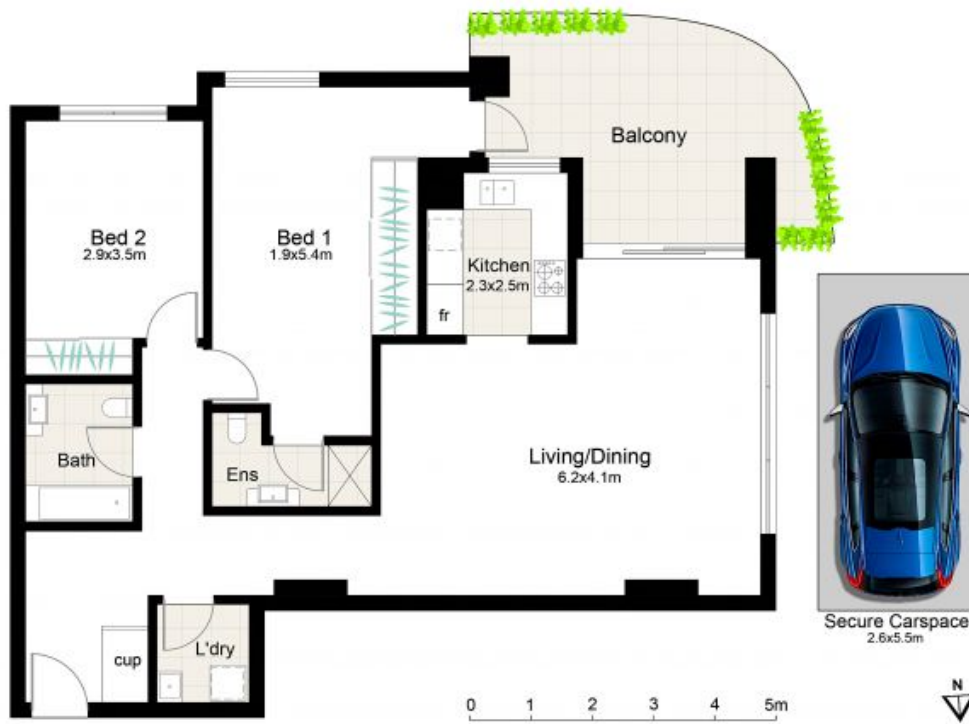 Balcony
Bed 2
2.9x3.5m
Bed 1
1.9x5.4m
Kitchen
2.3x2.5m
fr
Bath
Ens
Living/Dining
6.2x4.1m
cup
L'dry
Secure Carspace
2.6x5.5m
0 1 2 3 4 5m
N